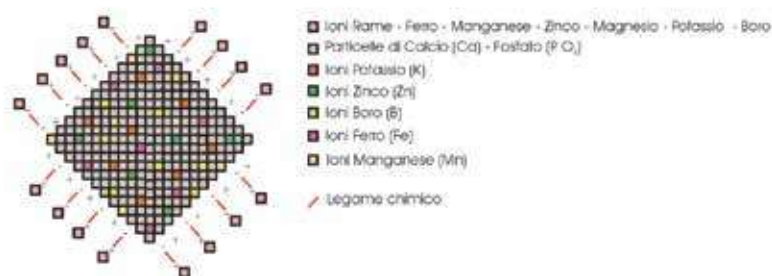 Ioni Rame - Ferro - Manganese - Zinco - Magnesio - Potassio - Boro
Particelle di Calcio (Ca) - Fosfato (P O₅)
Ioni Potassio (K)
Ioni Zinco (Zn)
Ioni Boro (B)
Ioni Ferro (Fe)
Ioni Manganese (Mn)
Legame chimico